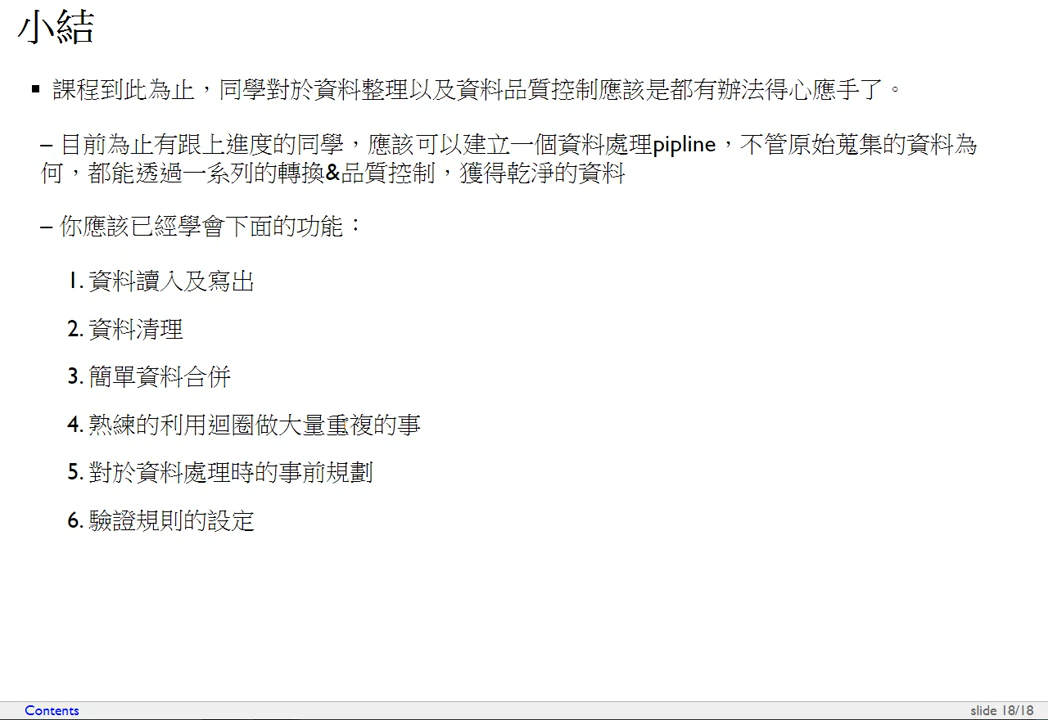 小結
▪ 課程到此為止，同學對於資料整理以及資料品質控制應該是都有辦法得心應手了。
– 目前為止有跟上進度的同學，應該可以建立一個資料處理pipline，不管原始蒐集的資料為
何，都能透過一系列的轉換&品質控制，獲得乾淨的資料
– 你應該已經學會下面的功能：
1. 資料讀入及寫出
2. 資料清理
3. 簡單資料合併
4. 熟練的利用迴圈做大量重複的事
5. 對於資料處理時的事前規劃
6. 驗證規則的設定
Contents
slide 18/18